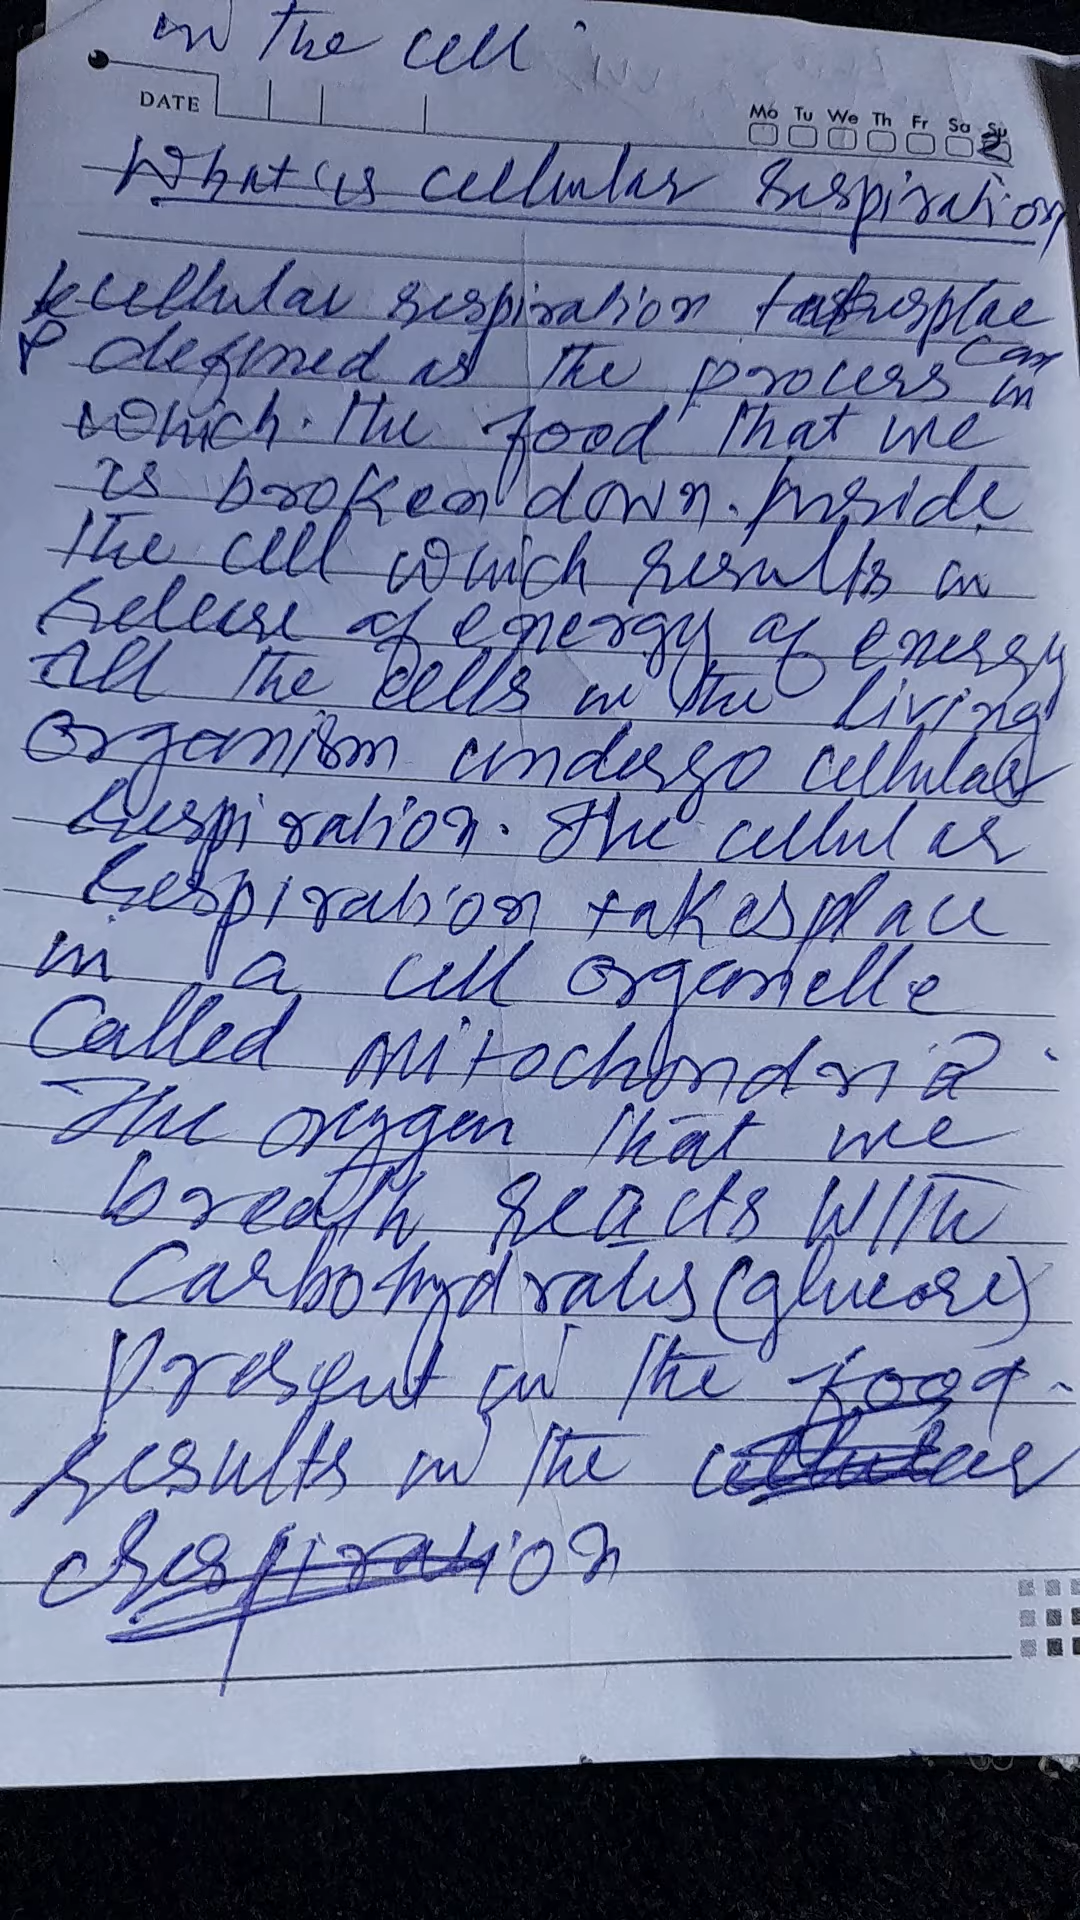 in the cell
DATE
Mo Tu We Th Fr Sa Su
2
What is cellular respiration
cellular respiration
can
defined as the process in
which. the food that we
is broken down. Inside
the cell which results in
release of energy of energy
All the cells in the living
Organism undergo cellular
respiration. The cellular
respiration takes place
in a cell organelle
Called mitochondria
The oxygen that we
breath reacts with
Carbohydrates (glucose)
Present in the food.
results in the cellular
respiration